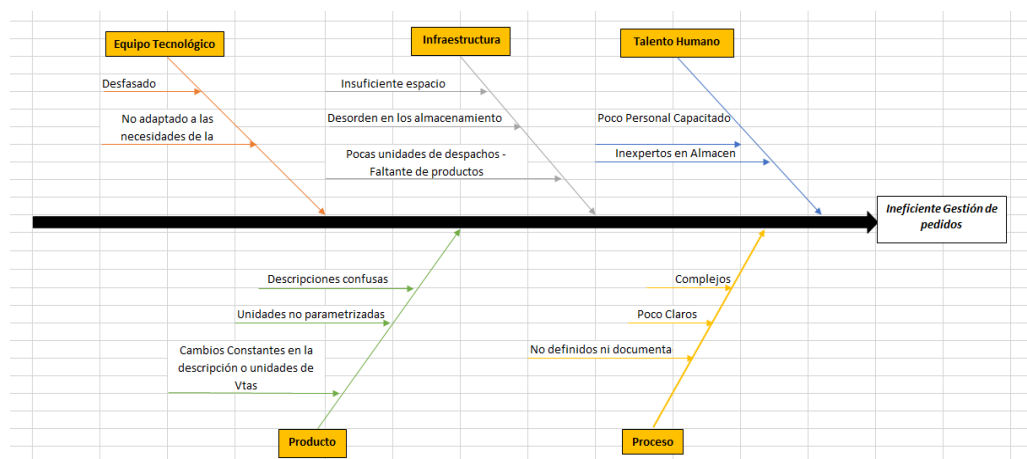 Equipo Tecnológico
Infraestructura
Talento Humano
Desfasado
Insuficiente espacio
No adaptado a las
necesidades de la
Desorden en los almacenamiento
Poco Personal Capacitado
Pocas unidades de despachos -
Faltante de productos
Inexpertos en Almacen
Ineficiente Gestión de
pedidos
Descripciones confusas
Complejos
Unidades no parametrizadas
Poco Claros
Cambios Constantes en la
descripción o unidades de
Vtas
No definidos ni documenta
Producto
Proceso